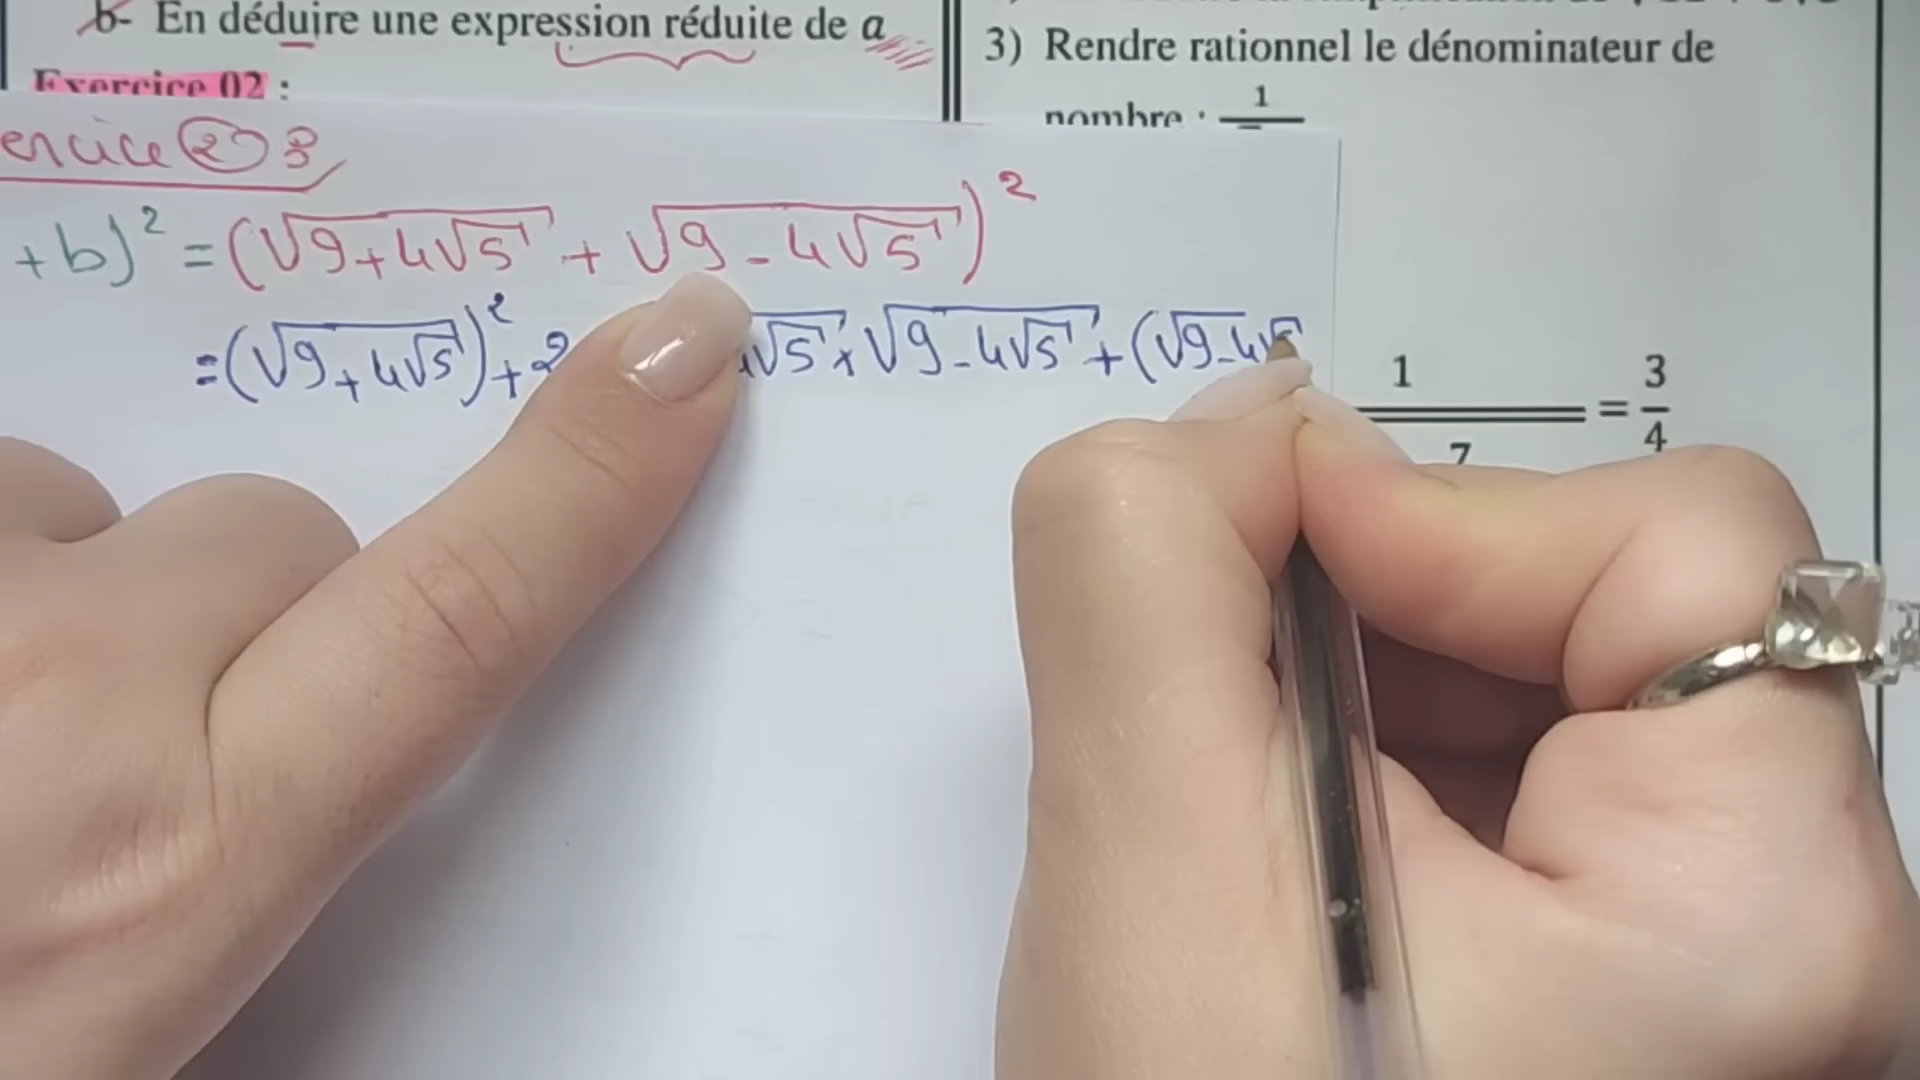 b- En déduire une expression réduite de a
Exercice 02 :
3) Rendre rationnel le dénominateur de
nombre : 1
ercice 2 :
+b)² = (√9+4√5 + √9-4√5)²
= (√9+4√5)² + 2 √5 × √9-4√5 + (√9-4√5
1
7
= 3/4